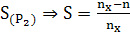 S(P₂) ⇒ S = (nₓ−n)/nₓ